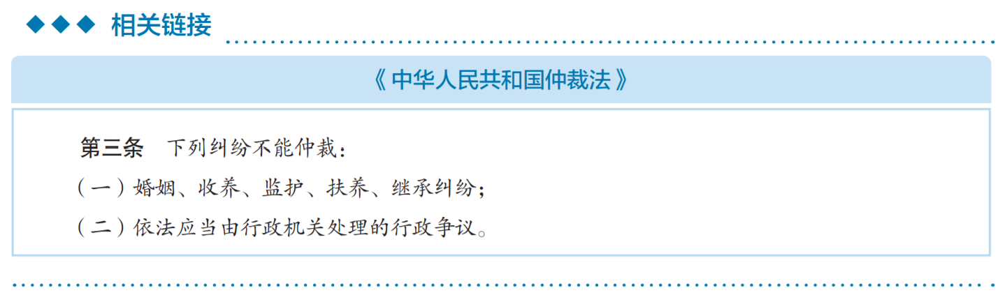 相关链接
《中华人民共和国仲裁法》
第三条 下列纠纷不能仲裁：
（一）婚姻、收养、监护、扶养、继承纠纷；
（二）依法应当由行政机关处理的行政争议。